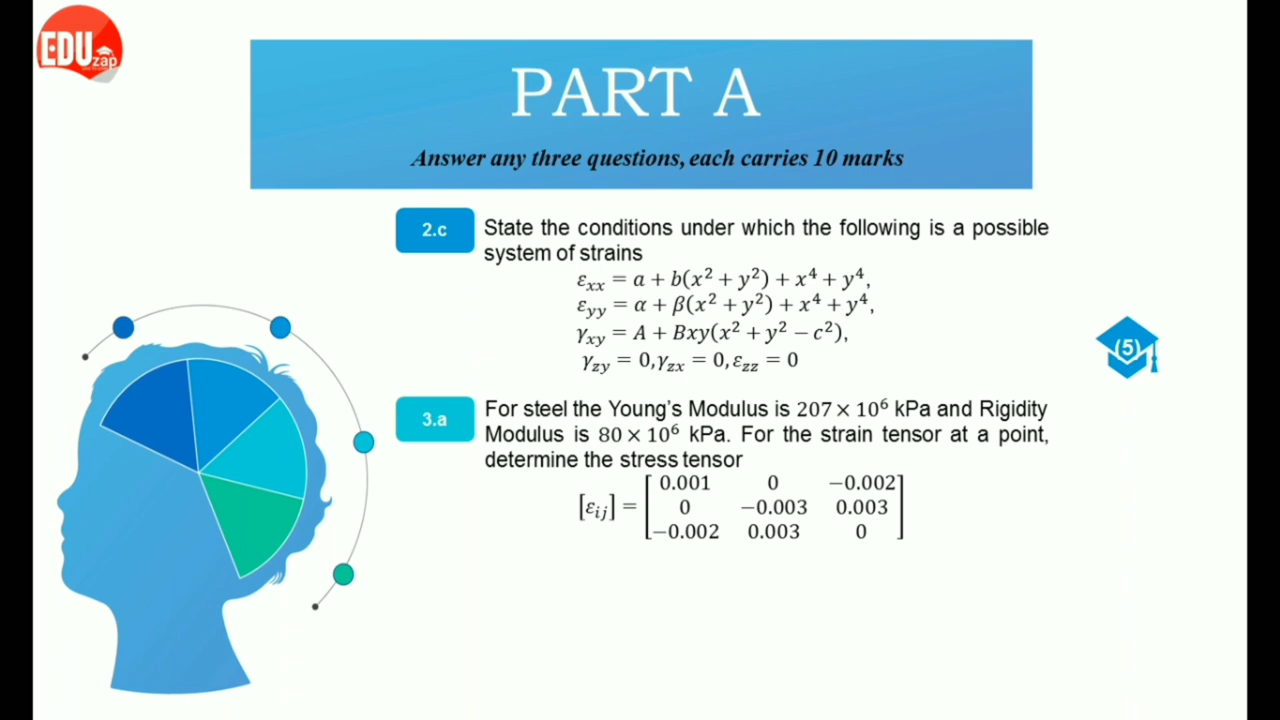 EDU
zap
PART A
Answer any three questions, each carries 10 marks
2.c
State the conditions under which the following is a possible
system of strains
εxx = a + b(x² + y²) + x⁴ + y⁴,
εyy = α + β(x² + y²) + x⁴ + y⁴,
γxy = A + Bxy(x² + y² − c²),
γzy = 0, γzx = 0, εzz = 0
(5)
3.a
For steel the Young's Modulus is 207 × 10⁶ kPa and Rigidity
Modulus is 80 × 10⁶ kPa. For the strain tensor at a point,
determine the stress tensor
0.001 0 −0.002
[εij] = 0 −0.003 0.003
−0.002 0.003 0